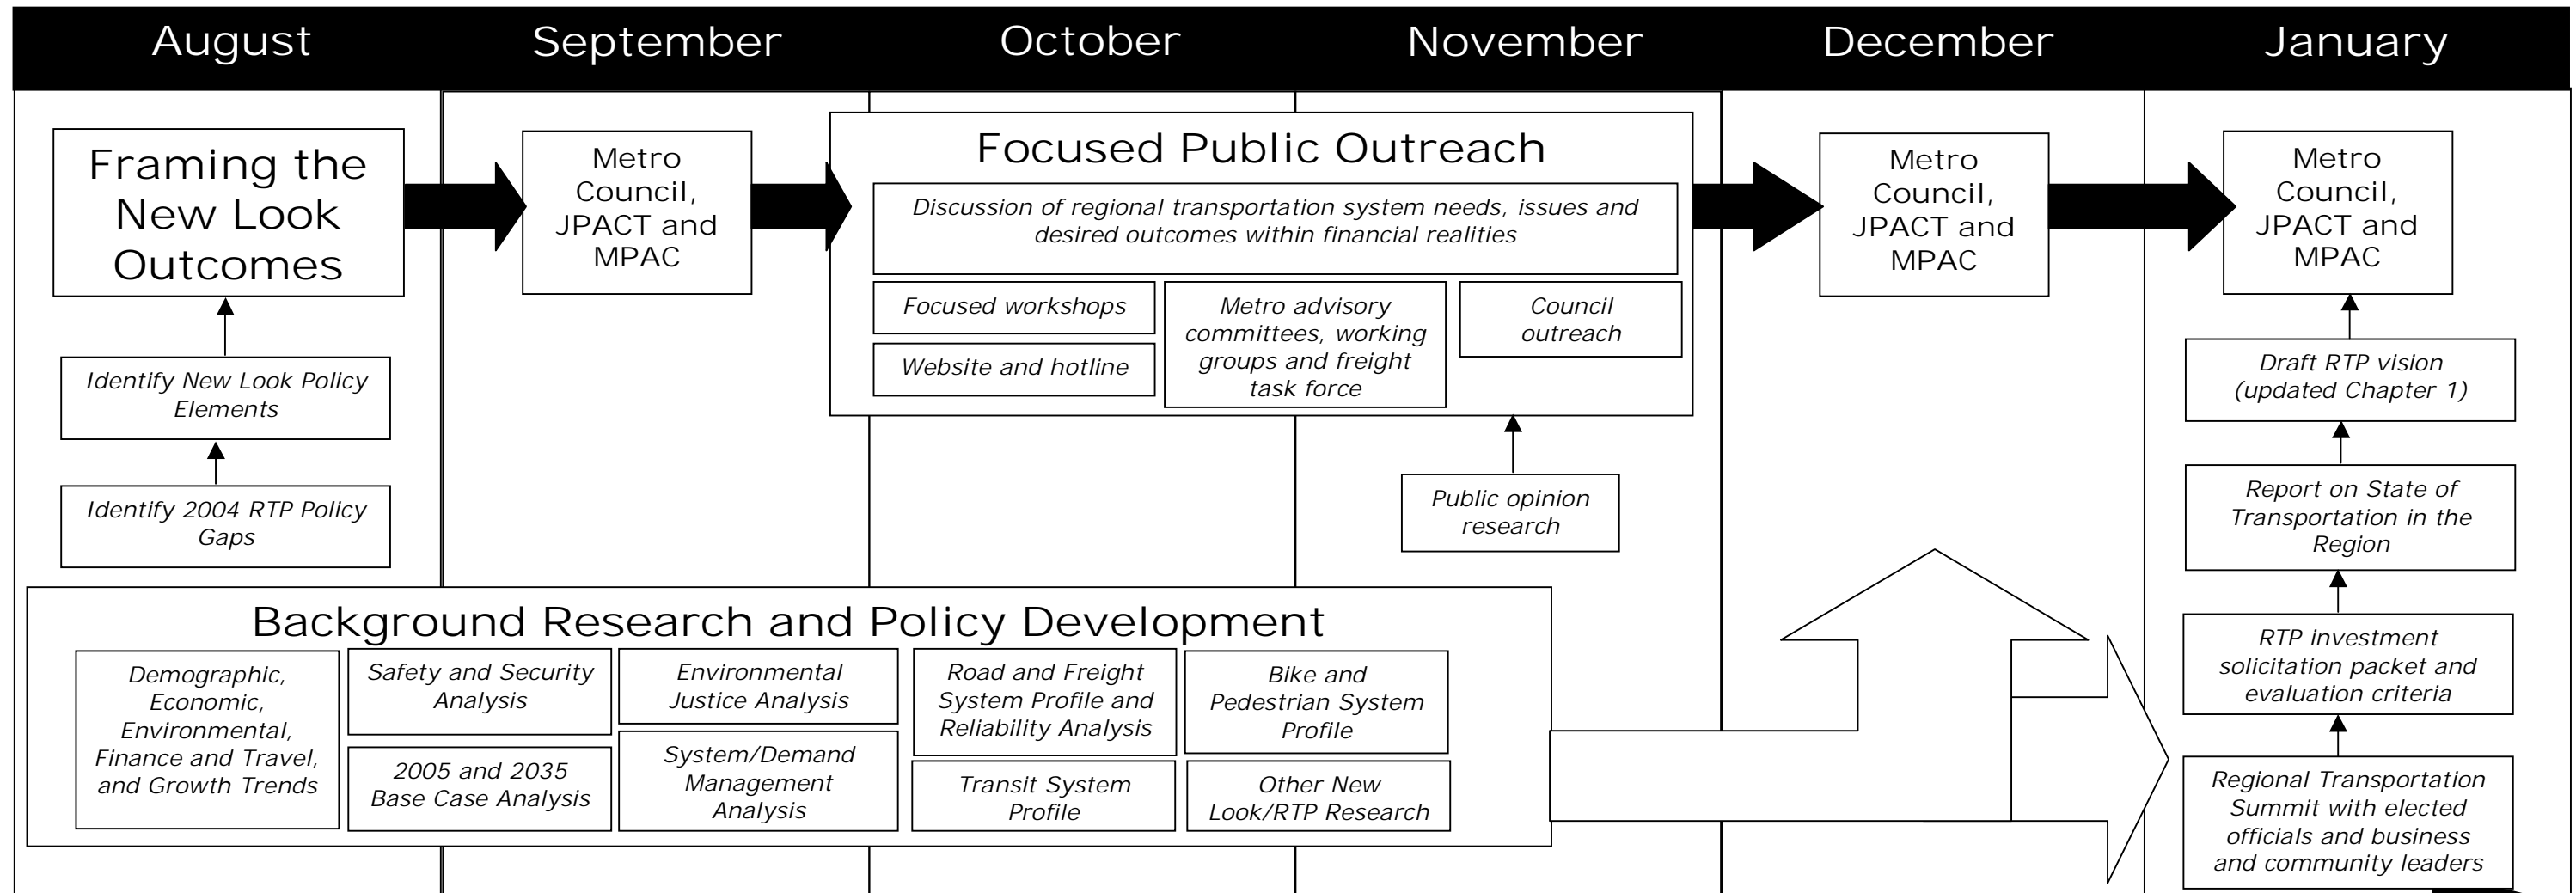 August
September
October
November
December
January
Framing the
New Look
Outcomes
Identify New Look Policy
Elements
Identify 2004 RTP Policy
Gaps
Metro
Council,
JPACT and
MPAC
Focused Public Outreach
Discussion of regional transportation system needs, issues and
desired outcomes within financial realities
Focused workshops
Website and hotline
Metro advisory
committees, working
groups and freight
task force
Council
outreach
Public opinion
research
Metro
Council,
JPACT and
MPAC
Metro
Council,
JPACT and
MPAC
Draft RTP vision
(updated Chapter 1)
Report on State of
Transportation in the
Region
RTP investment
solicitation packet and
evaluation criteria
Regional Transportation
Summit with elected
officials and business
and community leaders
Background Research and Policy Development
Demographic,
Economic,
Environmental,
Finance and Travel,
and Growth Trends
Safety and Security
Analysis
2005 and 2035
Base Case Analysis
Environmental
Justice Analysis
System/Demand
Management
Analysis
Road and Freight
System Profile and
Reliability Analysis
Transit System
Profile
Bike and
Pedestrian System
Profile
Other New
Look/RTP Research